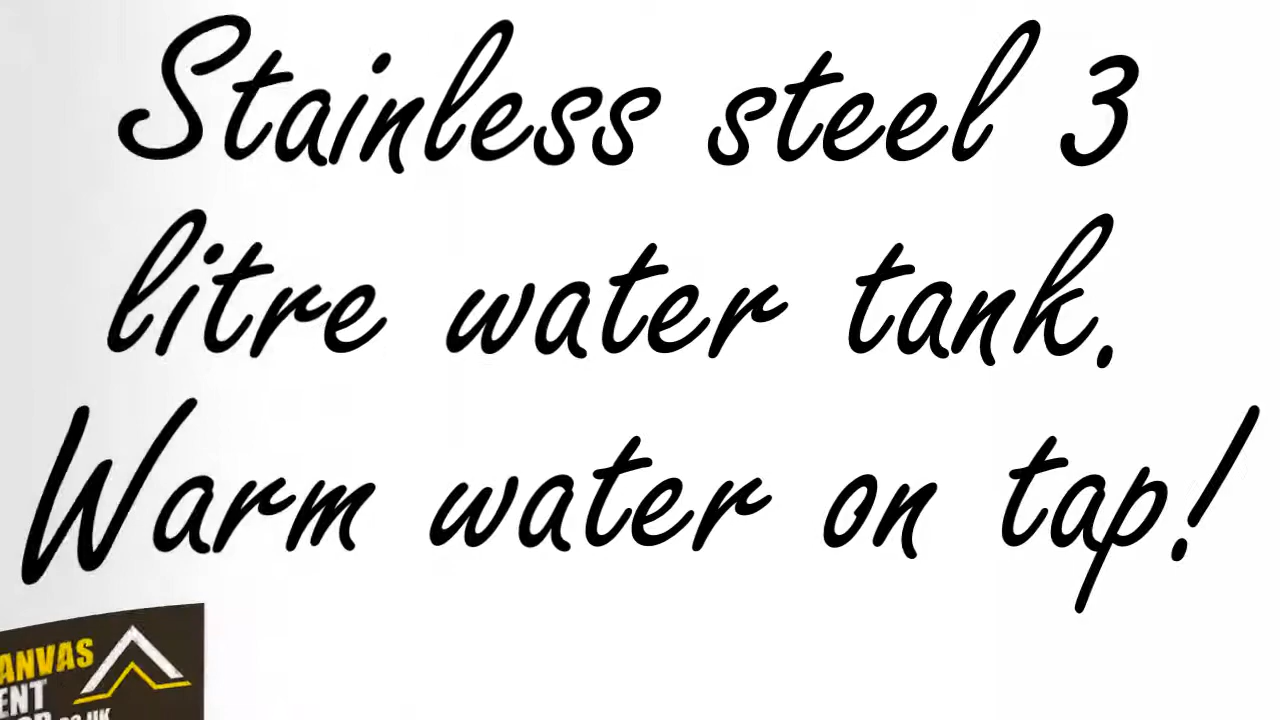 Stainless steel 3
litre water tank.
Warm water on tap!
ANVAS
ENT